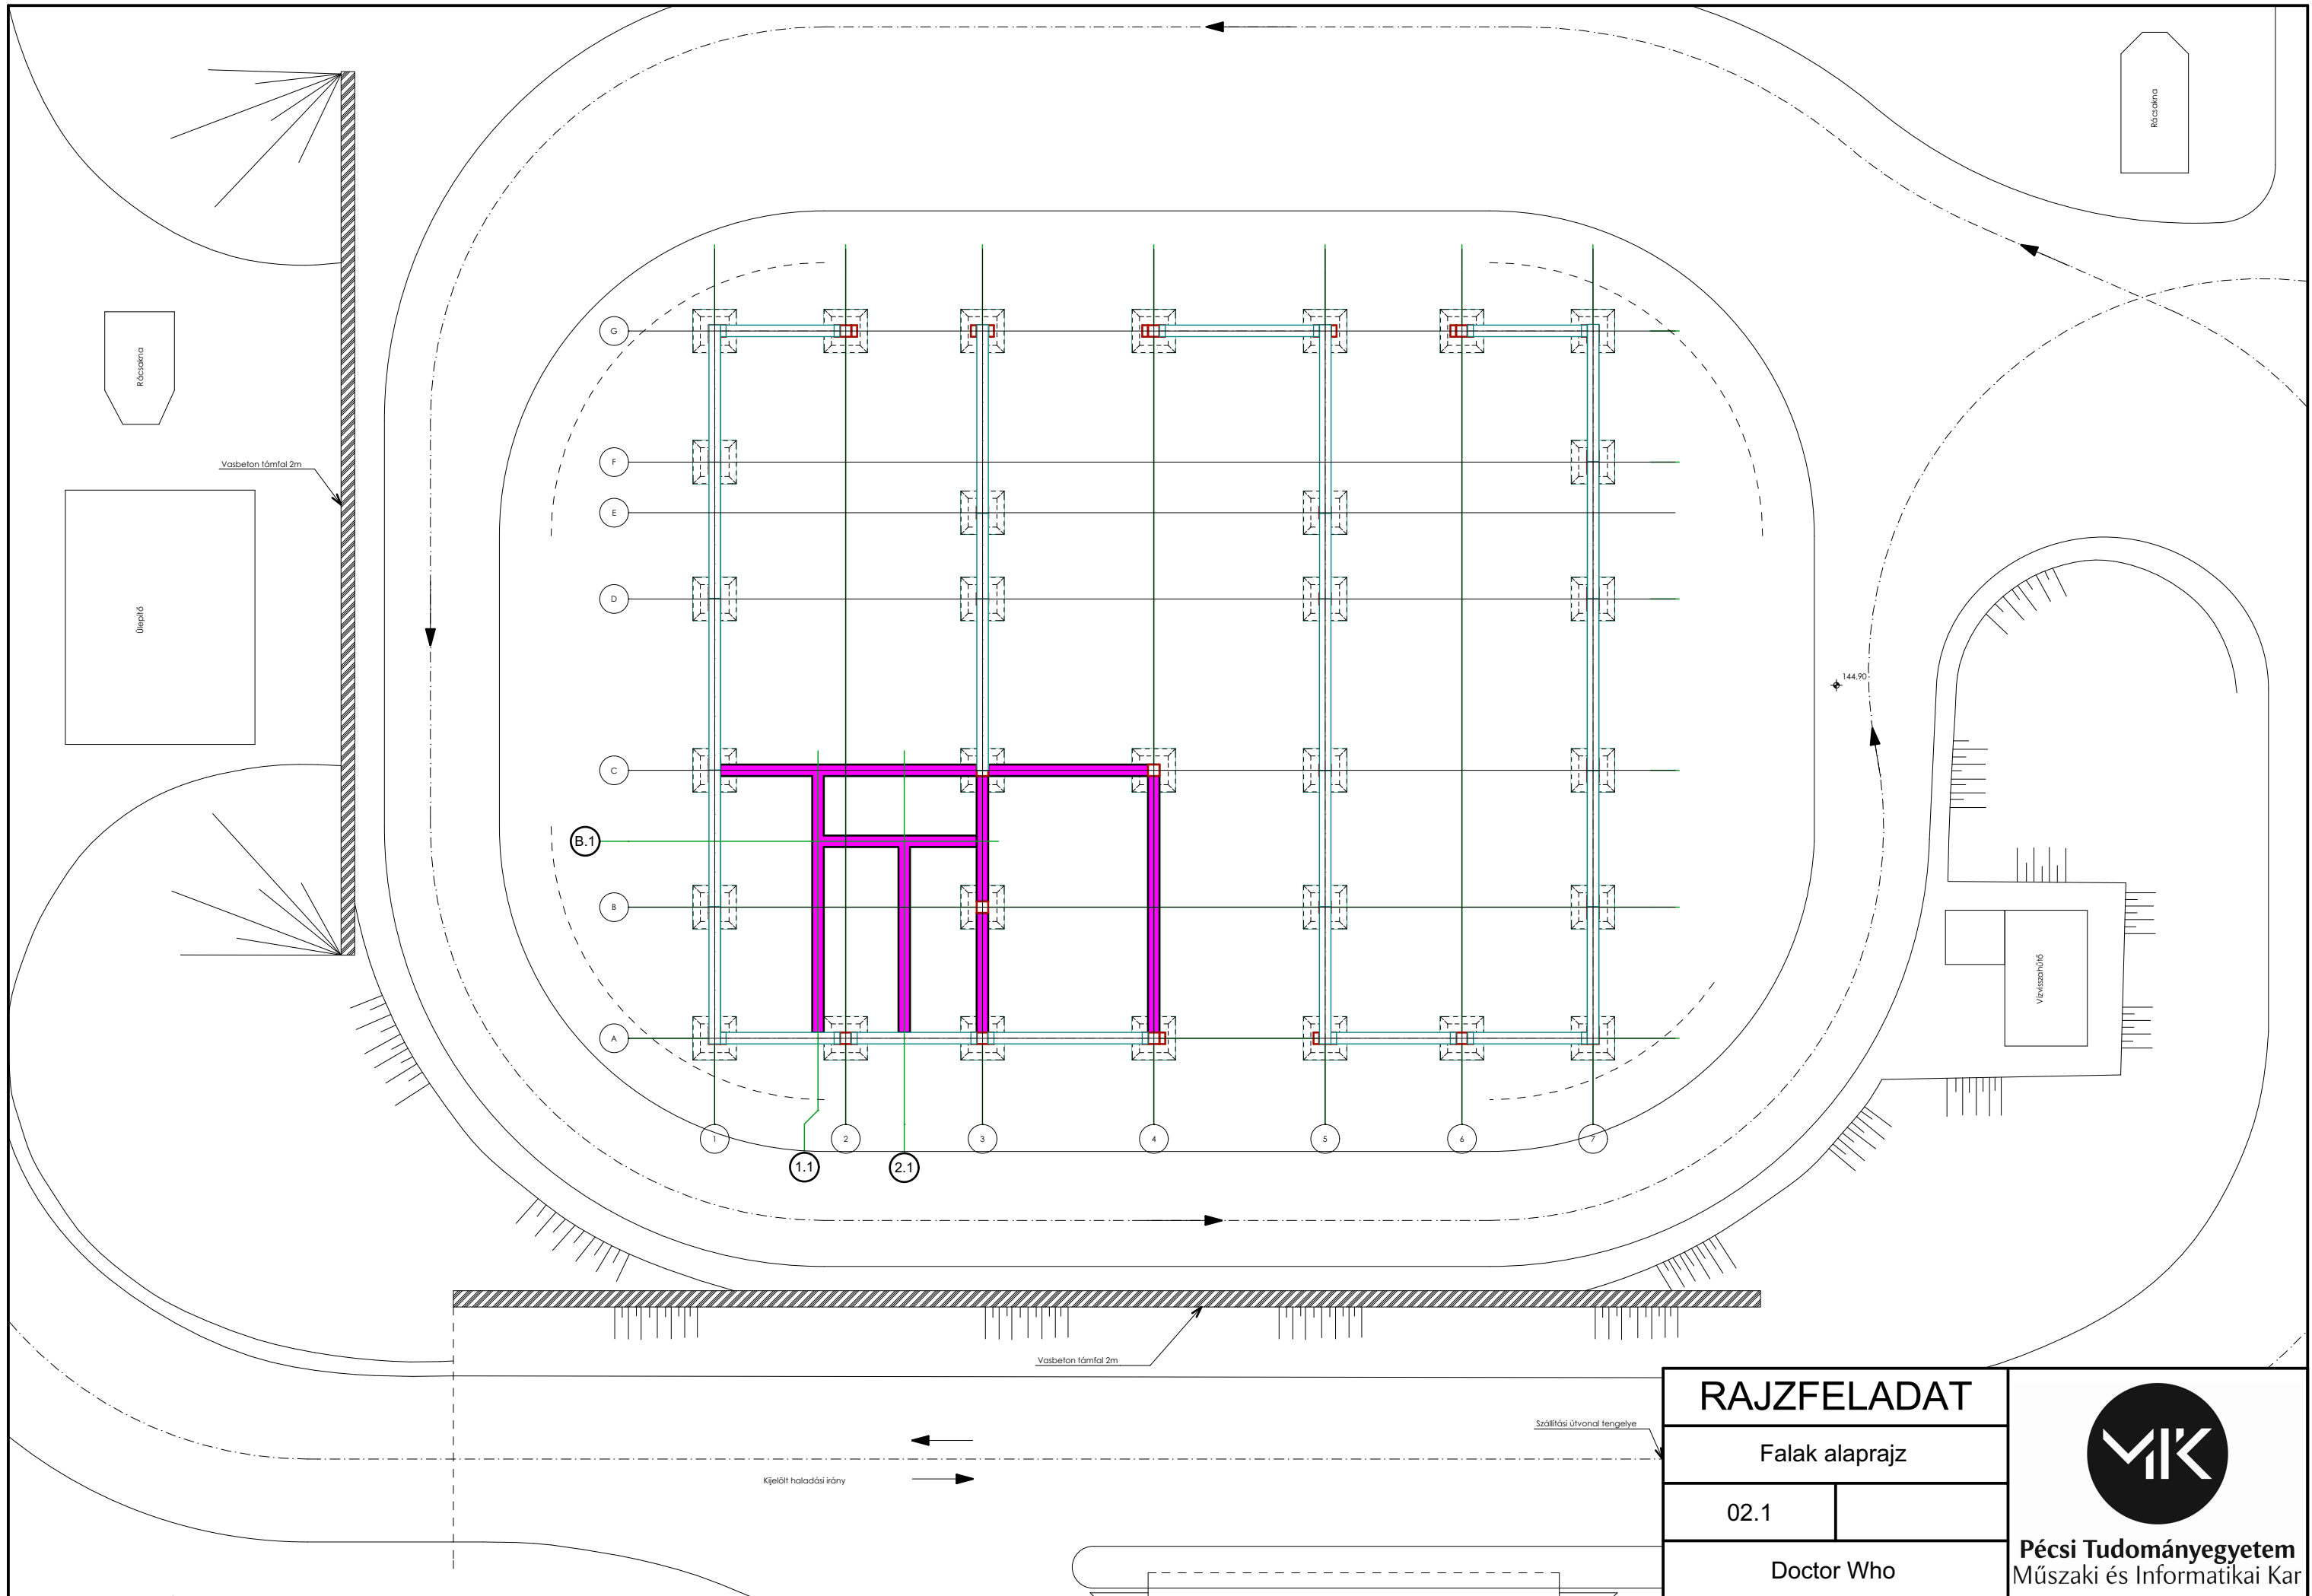 Rácsakna
Rácsakna
Vasbeton támfal 2m
Ülepítő
G
F
E
D
C
B.1
B
A
144,90
Vízvisszahűtő
1
2
3
4
5
6
7
1.1
2.1
Vasbeton támfal 2m
Szállítási útvonal tengelye
Kijelölt haladási irány
RAJZFELADAT
Falak alaprajz
02.1
Doctor Who
MIK
Pécsi Tudományegyetem
Műszaki és Informatikai Kar